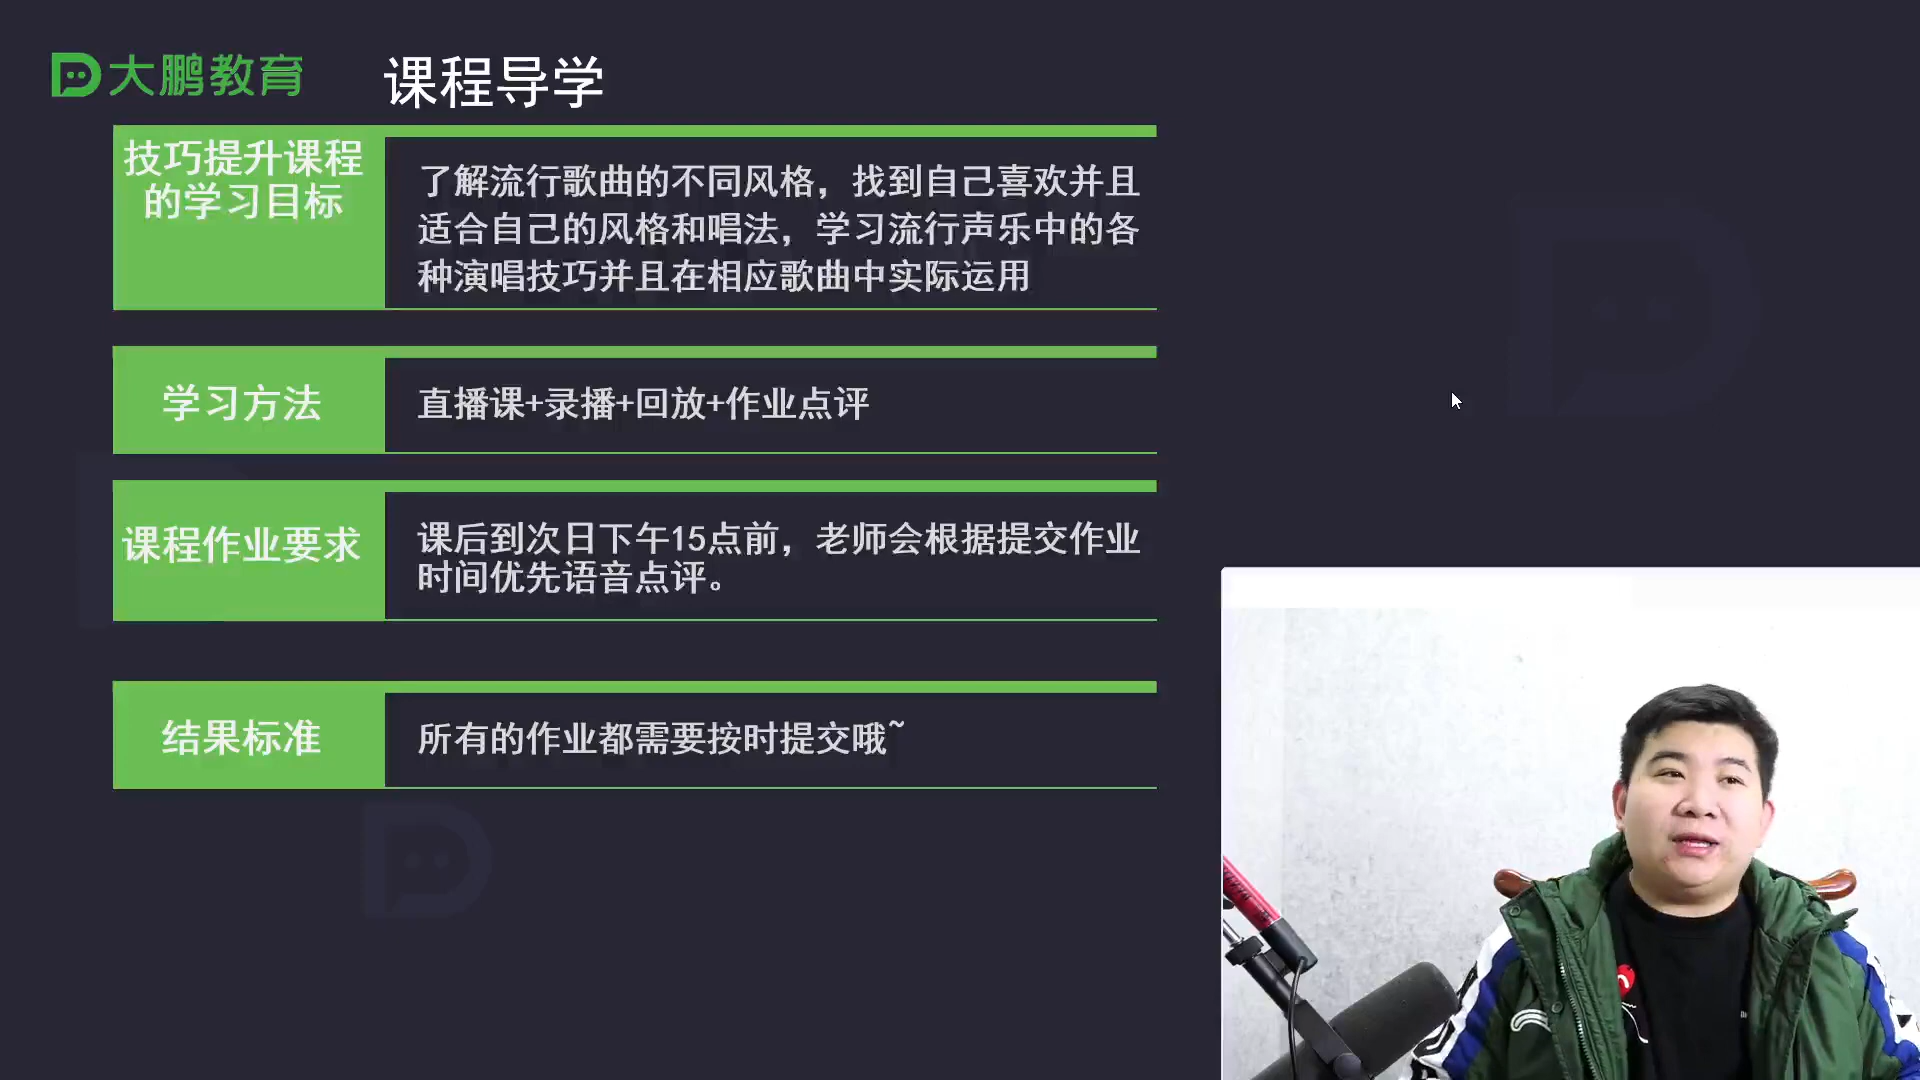 大鹏教育
课程导学
技巧提升课程
的学习目标
了解流行歌曲的不同风格，找到自己喜欢并且
适合自己的风格和唱法，学习流行声乐中的各
种演唱技巧并且在相应歌曲中实际运用
学习方法
直播课+录播+回放+作业点评
课程作业要求
课后到次日下午15点前，老师会根据提交作业
时间优先语音点评。
结果标准
所有的作业都需要按时提交哦~